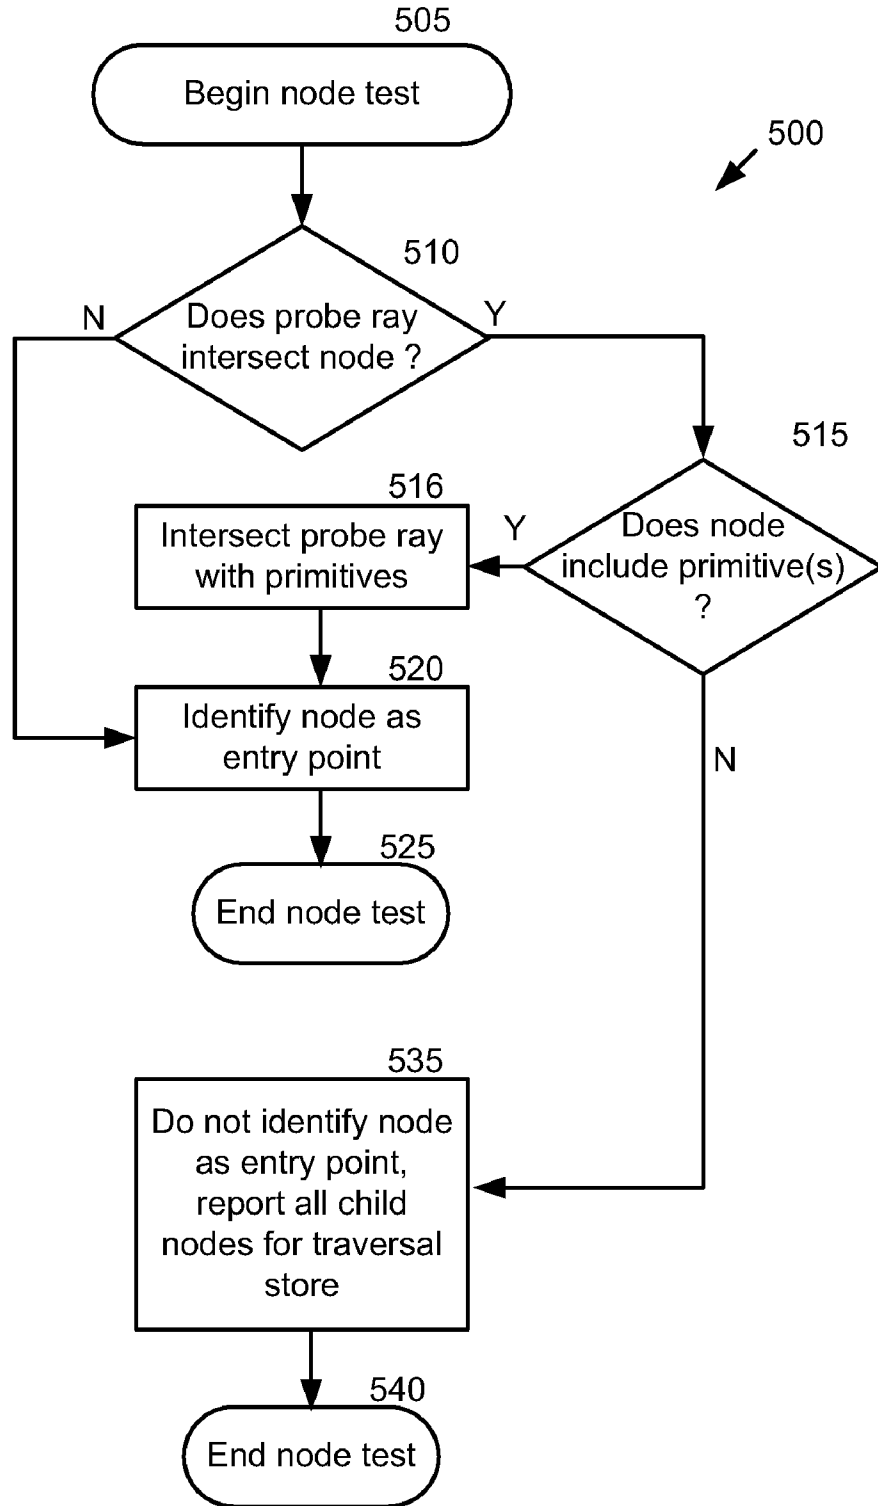 505
Begin node test
500
510
N
Does probe ray
intersect node ?
Y
515
516
Intersect probe ray
with primitives
Y
Does node
include primitive(s)
?
520
Identify node as
entry point
N
525
End node test
535
Do not identify node
as entry point,
report all child
nodes for traversal
store
540
End node test